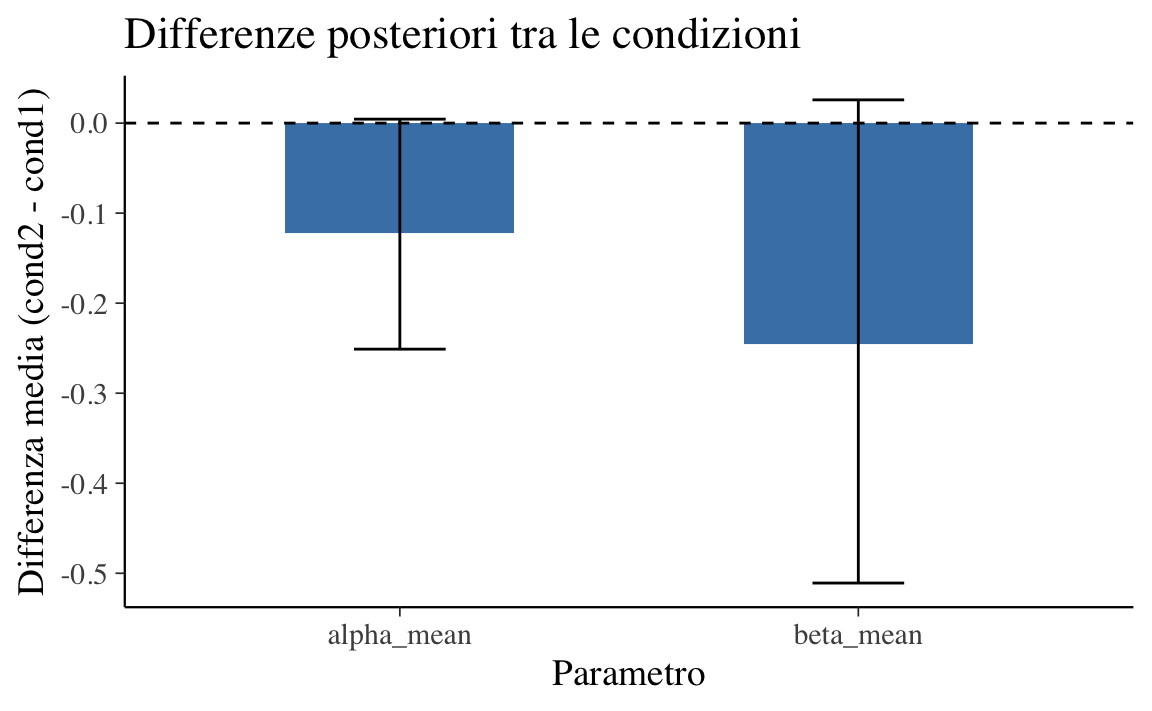 Differenze posteriori tra le condizioni
Differenza media (cond2 - cond1)
0.0
-0.1
-0.2
-0.3
-0.4
-0.5
alpha_mean
beta_mean
Parametro